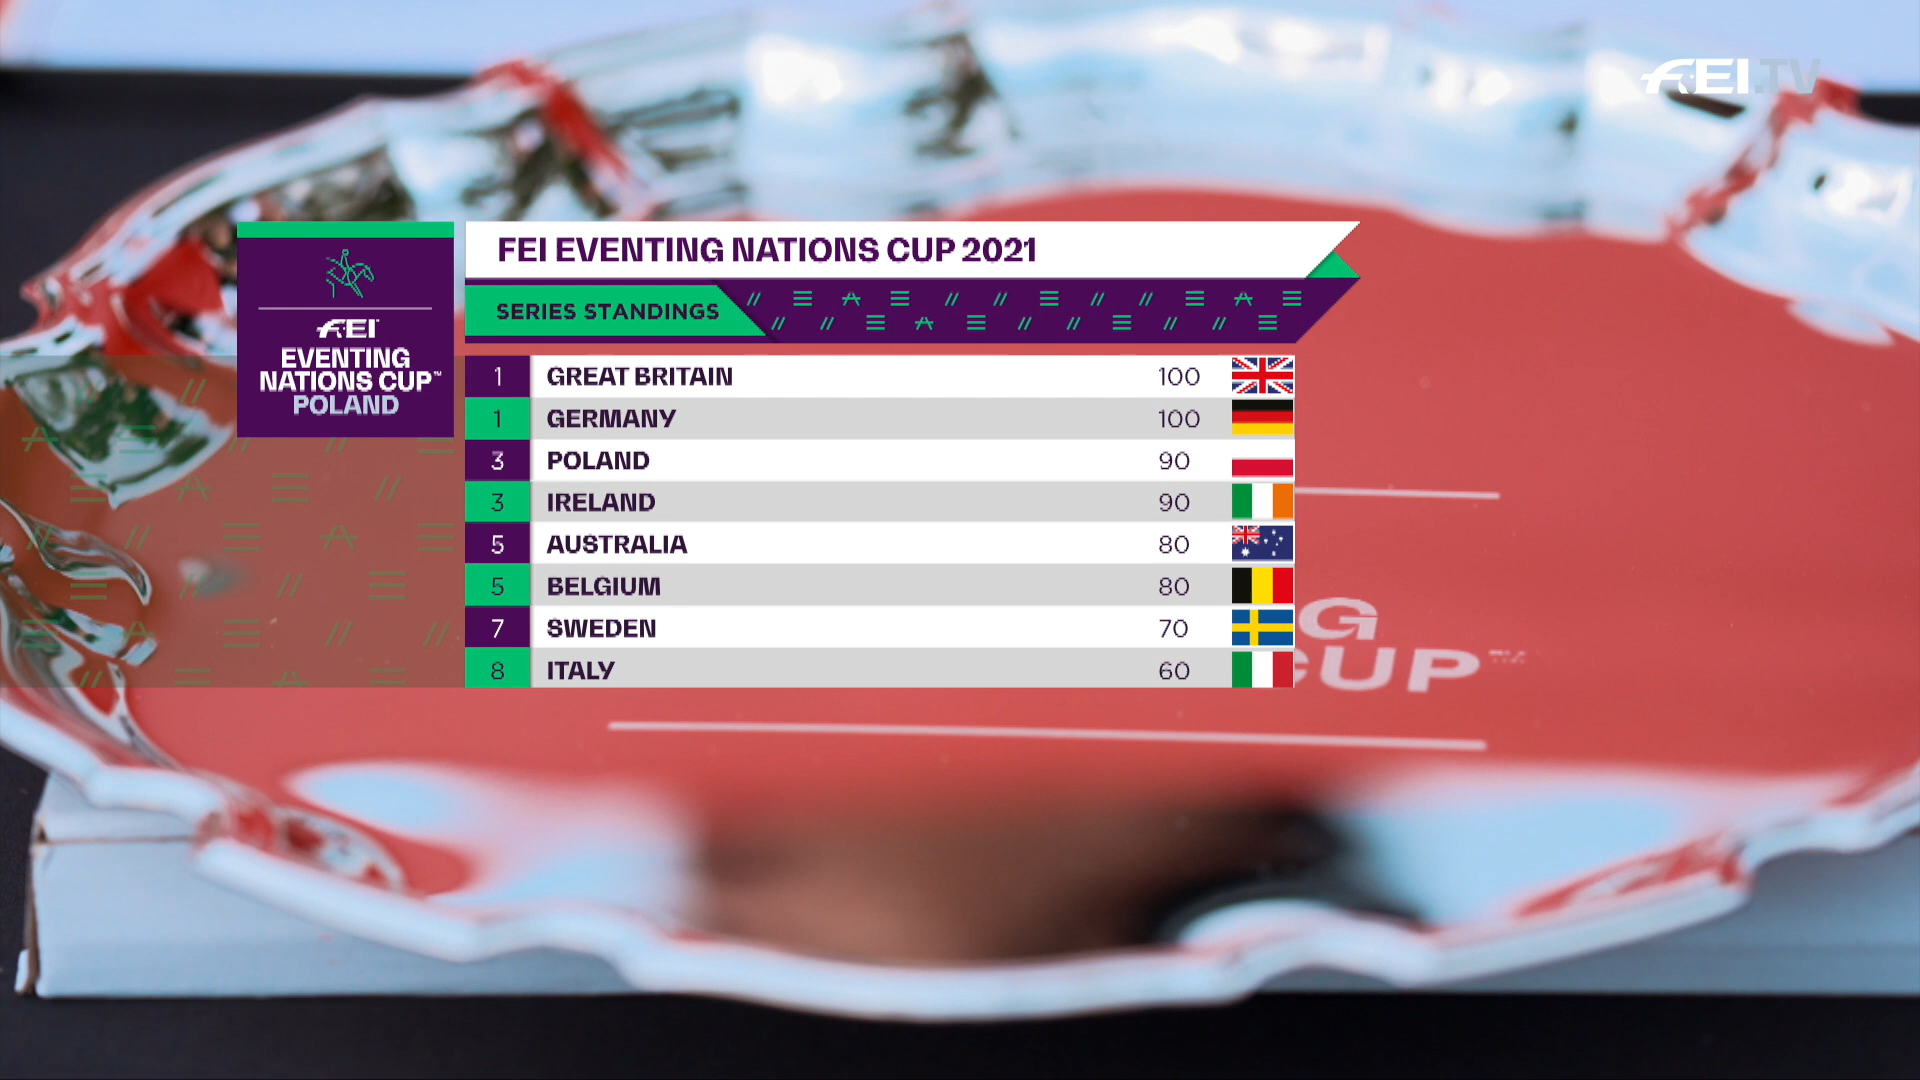 FEI.TV
FEI EVENTING NATIONS CUP 2021
SERIES STANDINGS
FEI
EVENTING
NATIONS CUP™
POLAND
1 GREAT BRITAIN 100
1 GERMANY 100
3 POLAND 90
3 IRELAND 90
5 AUSTRALIA 80
5 BELGIUM 80
7 SWEDEN 70
8 ITALY 60
G
CUP™